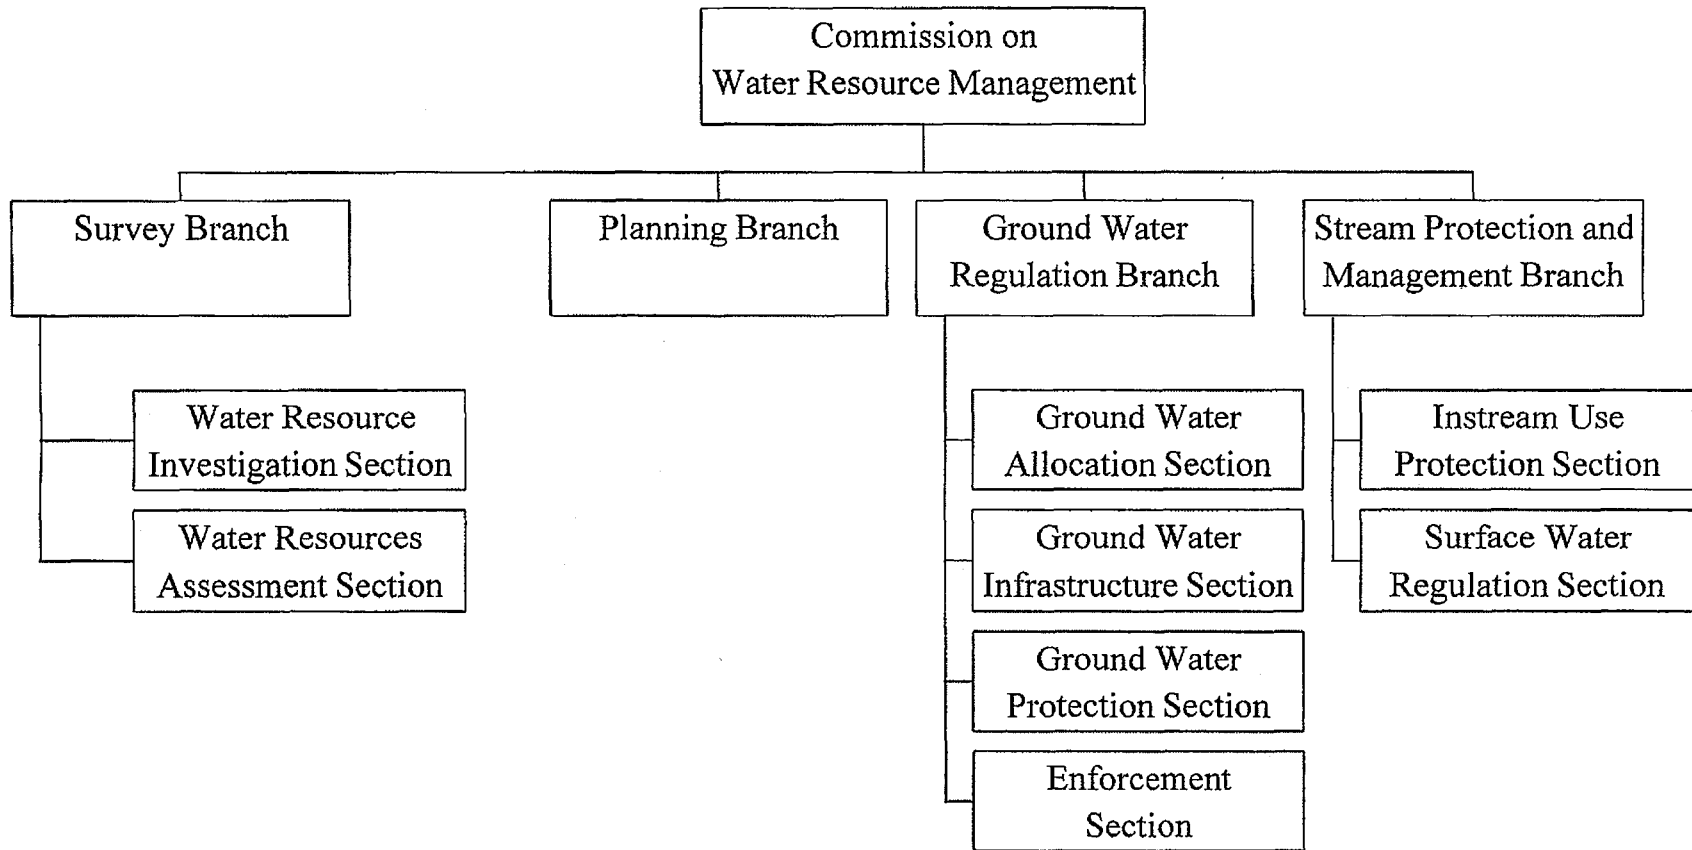 Commission on
Water Resource Management
Survey Branch
Planning Branch
Ground Water
Regulation Branch
Stream Protection and
Management Branch
Water Resource
Investigation Section
Water Resources
Assessment Section
Ground Water
Allocation Section
Ground Water
Infrastructure Section
Ground Water
Protection Section
Enforcement
Section
Instream Use
Protection Section
Surface Water
Regulation Section